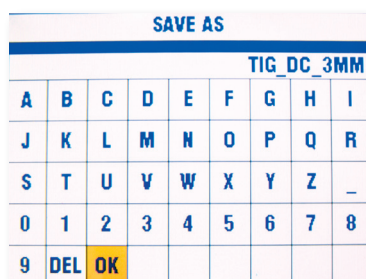 SAVE AS
TIG_DC_3MM
A B C D E F G H I
J K L M N O P Q R
S T U V W X Y Z _
0 1 2 3 4 5 6 7 8
9 DEL OK